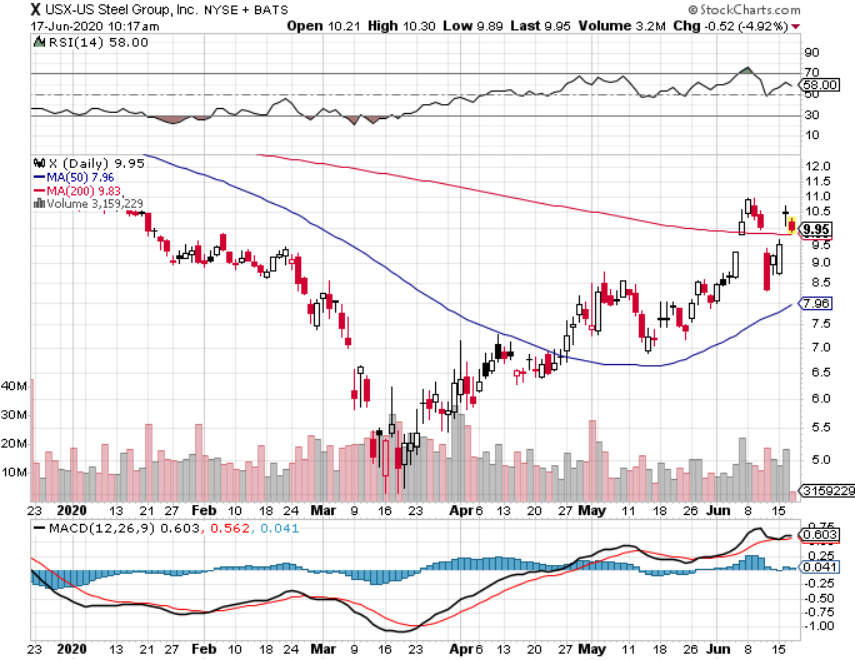 X USX-US Steel Group, Inc. NYSE + BATS © StockCharts.com
17-Jun-2020 10:17am Open 10.21 High 10.30 Low 9.89 Last 9.95 Volume 3.2M Chg -0.52 (-4.92%)
RSI(14) 58.00
90
70
58.00
50
30
10
X (Daily) 9.95
MA(50) 7.96
MA(200) 9.83
Volume 3,159,229
12.0
11.5
11.0
10.5
9.95
9.5
9.0
8.5
7.96
7.5
7.0
6.5
6.0
5.5
5.0
40M
30M
20M
10M
3159229
23 2020 13 21 27 Feb 10 18 24 Mar 9 16 23 Apr 6 13 20 27 May 11 18 26 Jun 8 15
MACD(12,26,9) 0.603, 0.562, 0.041
0.75
0.603
0.25
0.041
-0.25
-0.50
-0.75
-1.00
23 2020 13 21 27 Feb 10 18 24 Mar 9 16 23 Apr 6 13 20 27 May 11 18 26 Jun 8 15